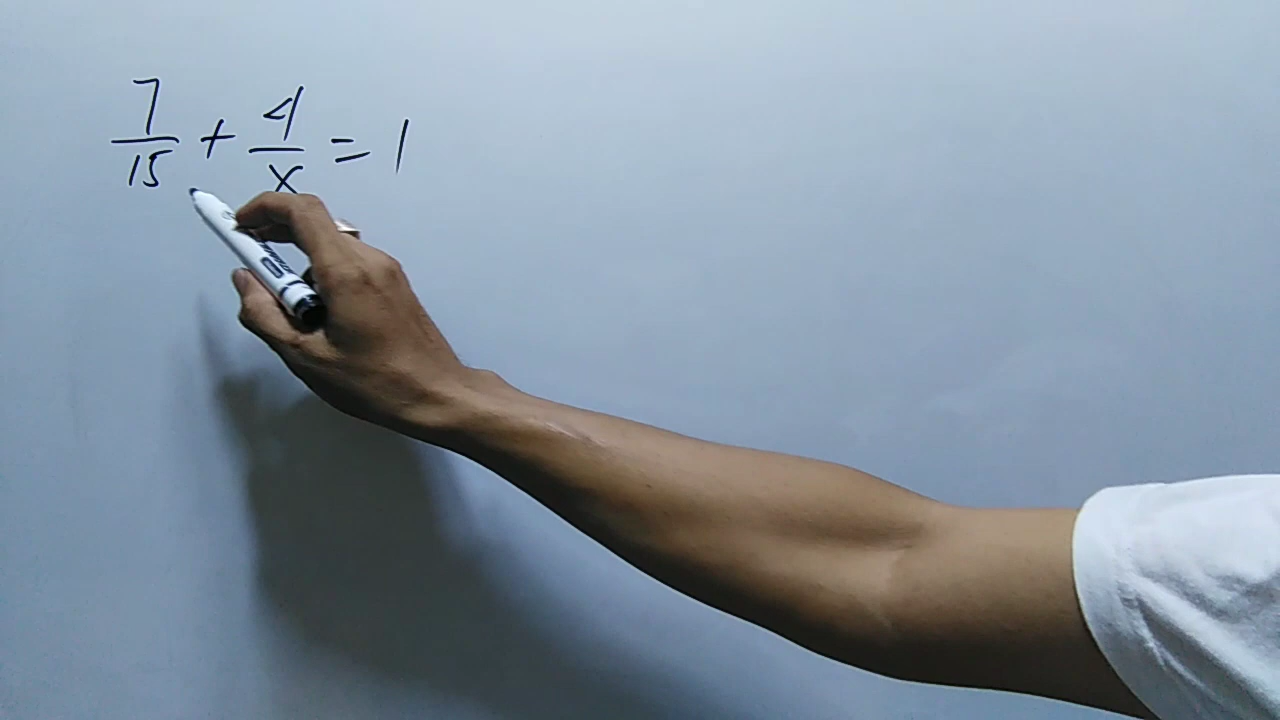 7/15 + 4/x = 1